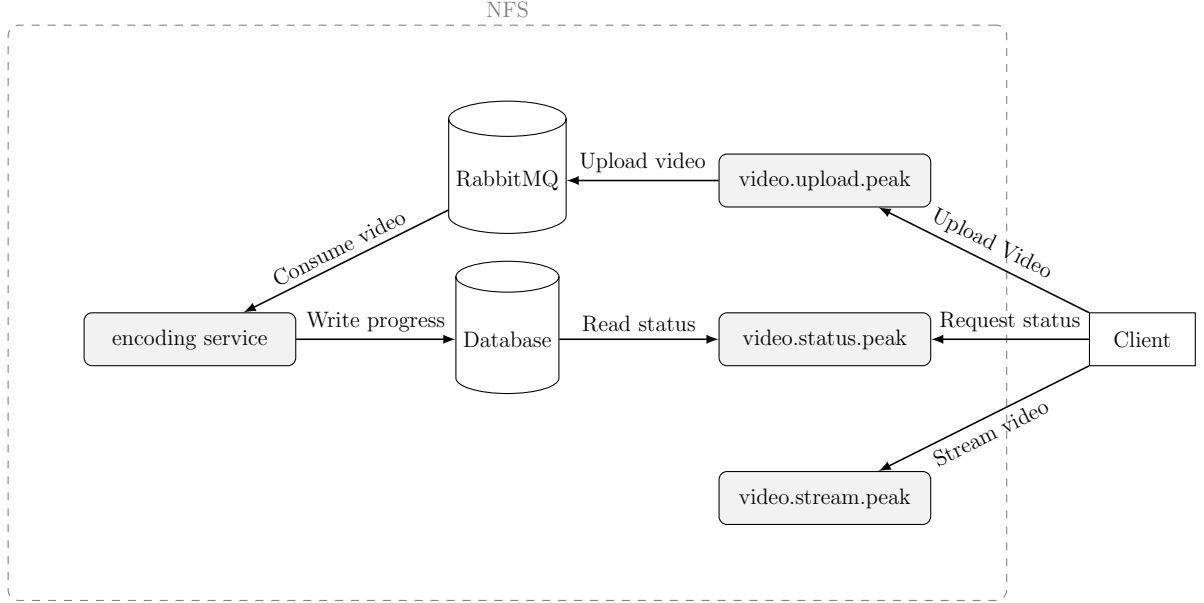 NFS
RabbitMQ
Upload video
video.upload.peak
Upload Video
Consume video
encoding service
Write progress
Database
Read status
video.status.peak
Request status
Client
Stream video
video.stream.peak